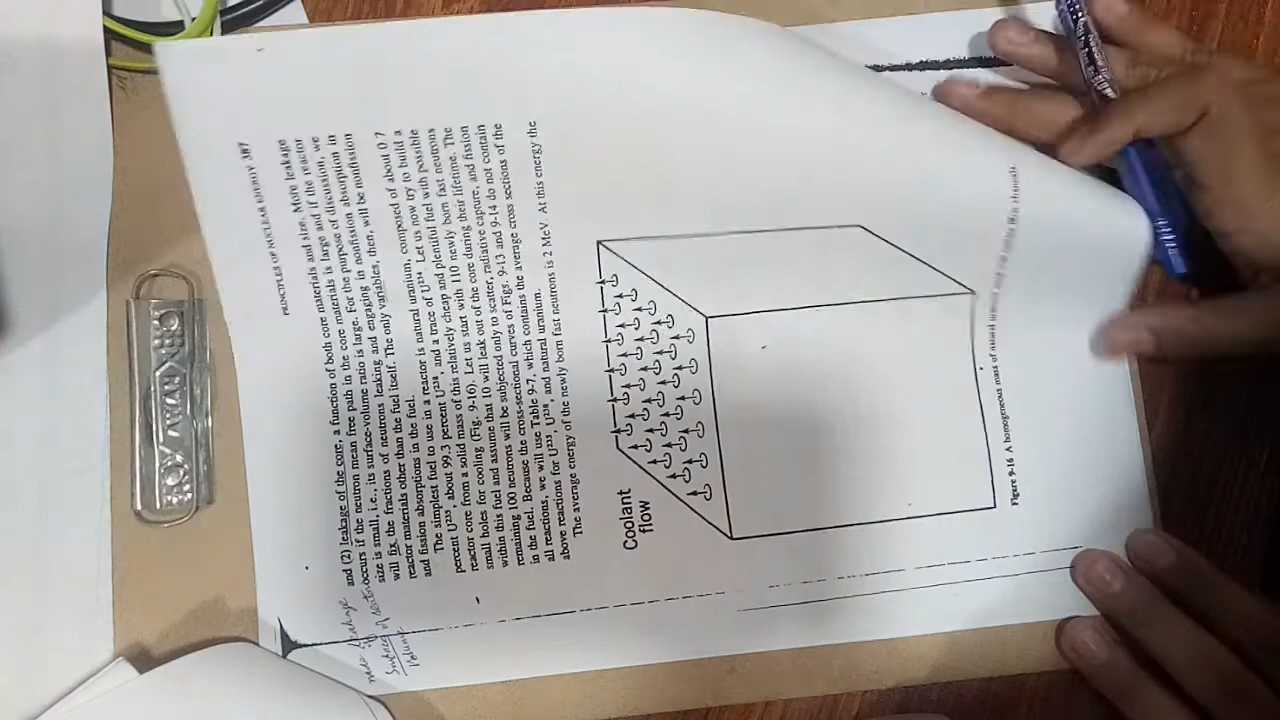 PRINCIPLES OF NUCLEAR ENERGY 387
and (2) leakage of the core, a function of both core materials and size. More leakage
occurs if the neutron mean free path in the core materials is large and if the reactor
size is small, i.e., its surface-volume ratio is large. For the purpose of discussion, we
will fix the fractions of neutrons leaking and engaging in nonfission absorption in
reactor materials other than the fuel itself. The only variables, then, will be nonfission
and fission absorptions in the fuel.
The simplest fuel to use in a reactor is natural uranium, composed of about 0.7
percent U235, about 99.3 percent U238, and a trace of U234. Let us now try to build a
reactor core from a solid mass of this relatively cheap and plentiful fuel with possible
small holes for cooling (Fig. 9-16). Let us start with 110 newly born fast neutrons
within this fuel and assume that 10 will leak out of the core during their lifetime. The
remaining 100 neutrons will be subjected only to scatter, radiative capture, and fission
in the fuel. Because the cross-sectional curves of Figs. 9-13 and 9-14 do not contain
all reactions, we will use Table 9-7, which contains the average cross sections of the
above reactions for U233, U238, and natural uranium.
The average energy of the newly born fast neutrons is 2 MeV. At this energy the
leakage
Surface of
Volume
Coolant
flow
Figure 9-16 A homogeneous mass of natural